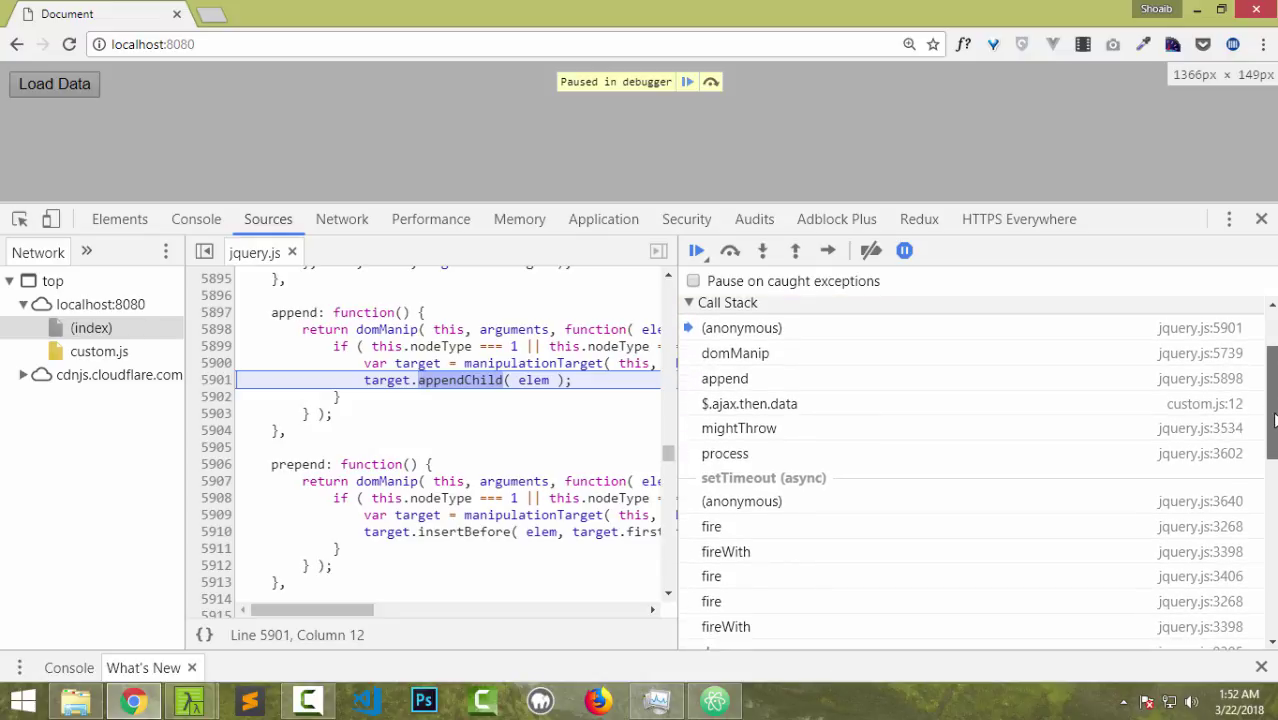 Document
Shoaib
localhost:8080
f?
Load Data
Paused in debugger
1366px × 149px
Elements
Console
Sources
Network
Performance
Memory
Application
Security
Audits
Adblock Plus
Redux
HTTPS Everywhere
Network
»
jquery.js
Pause on caught exceptions
top
localhost:8080
(index)
custom.js
cdnjs.cloudflare.com
5895 },
5896
5897 append: function() {
5898 return domManip( this, arguments, function( ele
5899 if ( this.nodeType === 1 || this.nodeType ===
5900 var target = manipulationTarget( this,
5901 target.appendChild( elem );
5902 }
5903 } );
5904 },
5905
5906 prepend: function() {
5907 return domManip( this, arguments, function( ele
5908 if ( this.nodeType === 1 || this.nodeType ===
5909 var target = manipulationTarget( this,
5910 target.insertBefore( elem, target.first
5911 }
5912 } );
5913 },
5914
5915
{} Line 5901, Column 12
Call Stack
(anonymous) jquery.js:5901
domManip jquery.js:5739
append jquery.js:5898
$.ajax.then.data custom.js:12
mightThrow jquery.js:3534
process jquery.js:3602
setTimeout (async)
(anonymous) jquery.js:3640
fire jquery.js:3268
fireWith jquery.js:3398
fire jquery.js:3406
fire jquery.js:3268
fireWith jquery.js:3398
Console
What's New
Ps
1:52 AM
3/22/2018